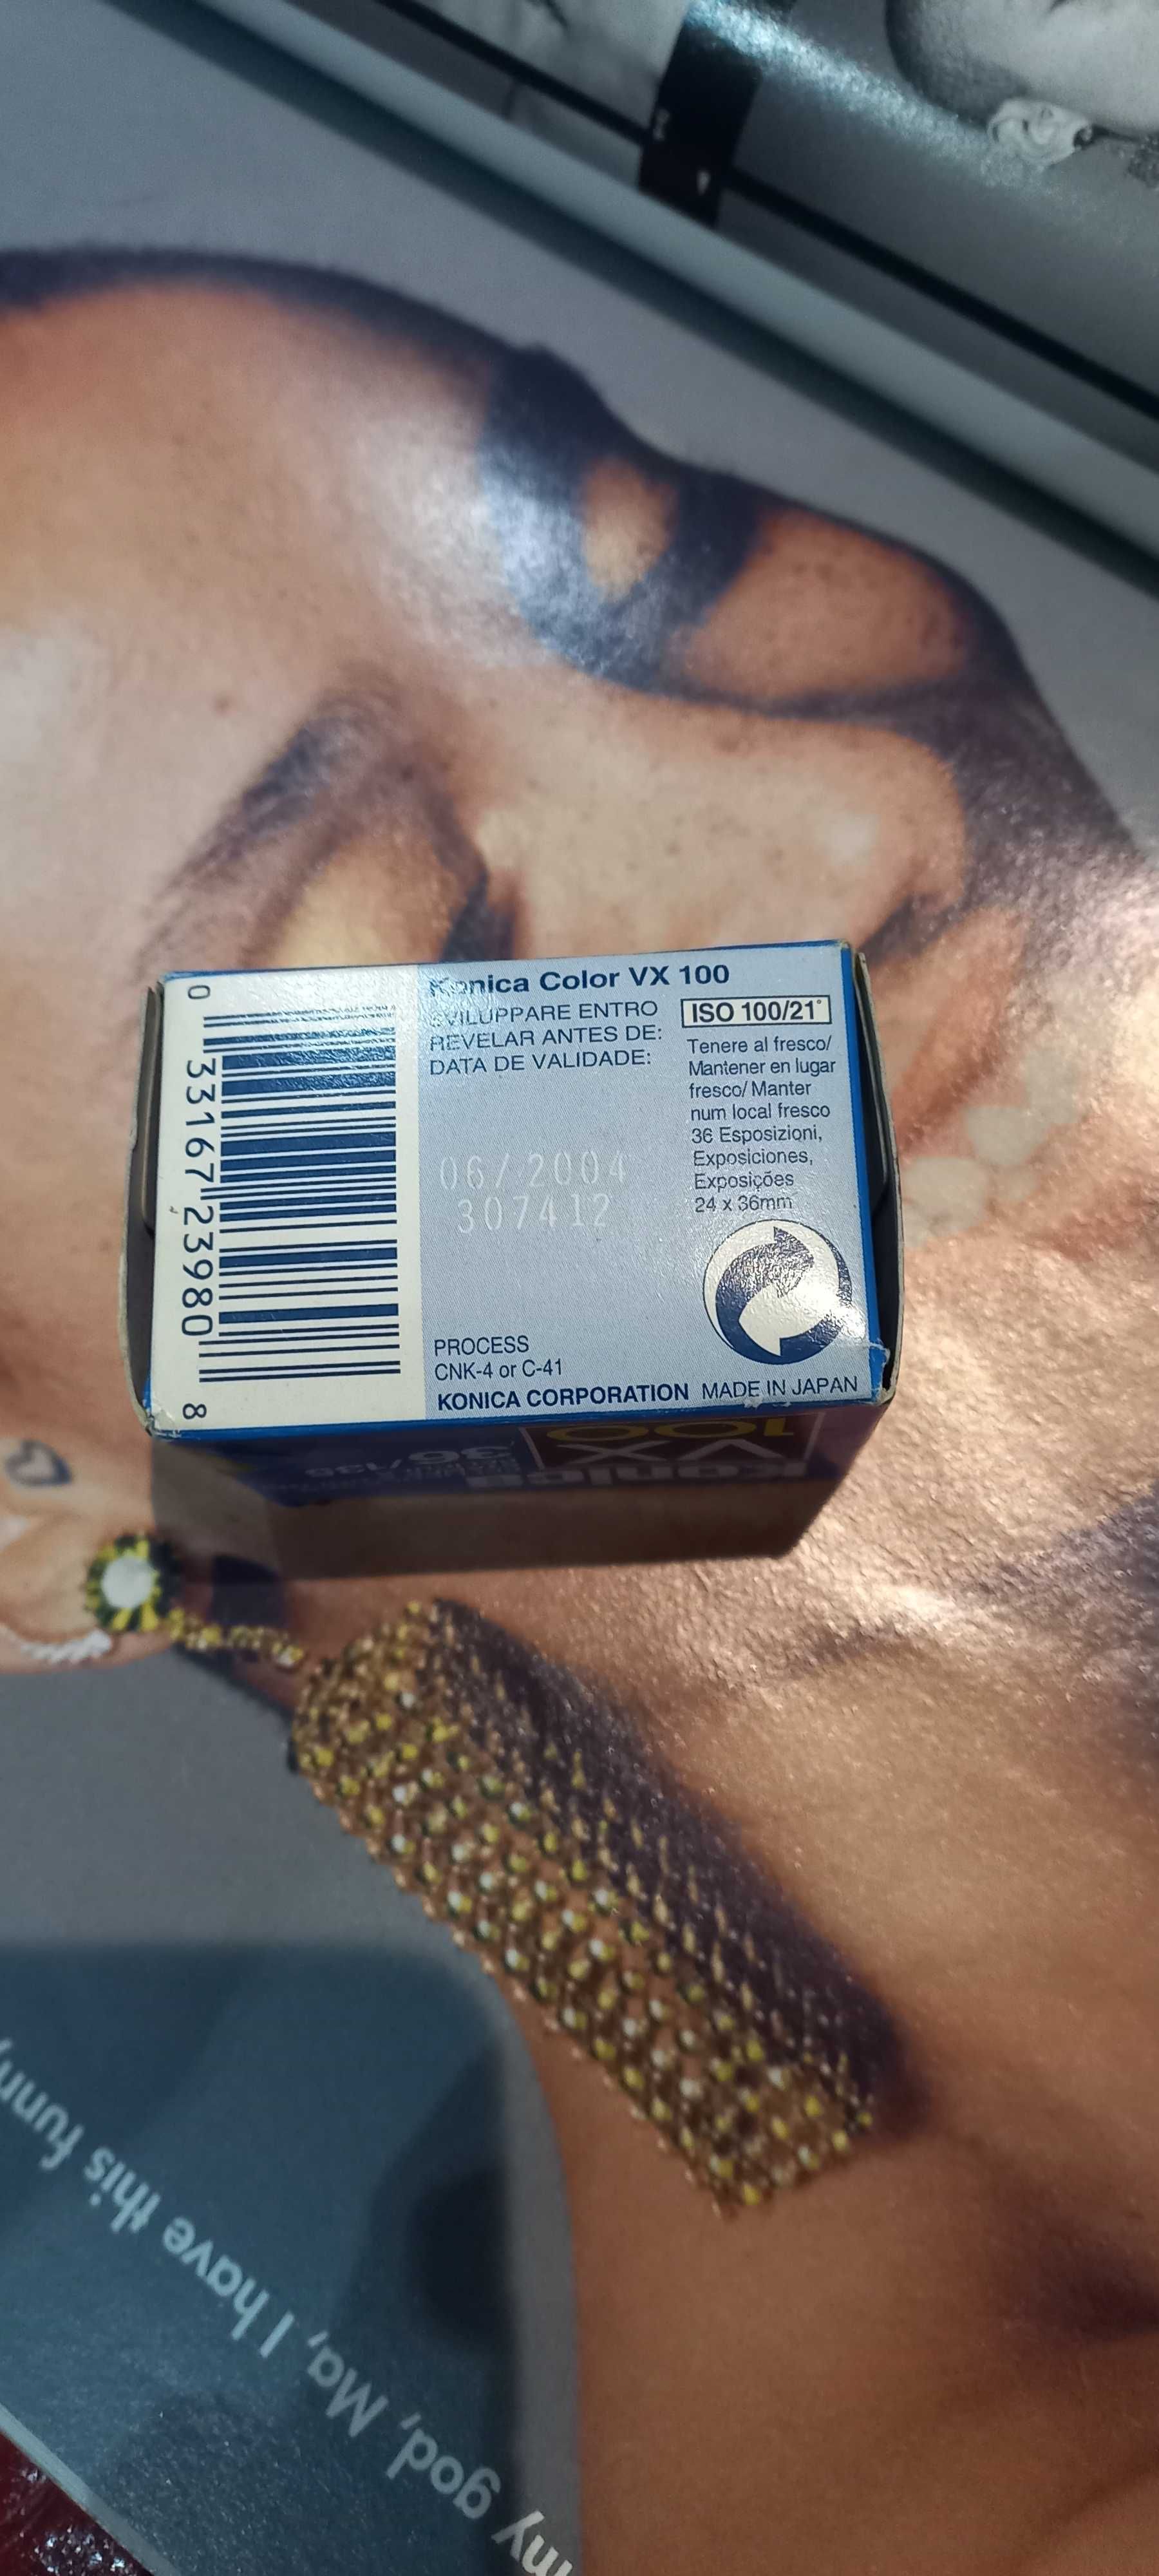 Konica Color VX 100
SVILUPPARE ENTRO
REVELAR ANTES DE:
DATA DE VALIDADE:
ISO 100/21°
Tenere al fresco/
Mantener en lugar
fresco/ Manter
num local fresco
36 Esposizioni,
Exposiciones,
Exposições
24 x 36mm
06/2004
307412
PROCESS
CNK-4 or C-41
KONICA CORPORATION MADE IN JAPAN
0 33167 23980 8
Konica
VX
100
36/135
my god, Ma, I have this funny